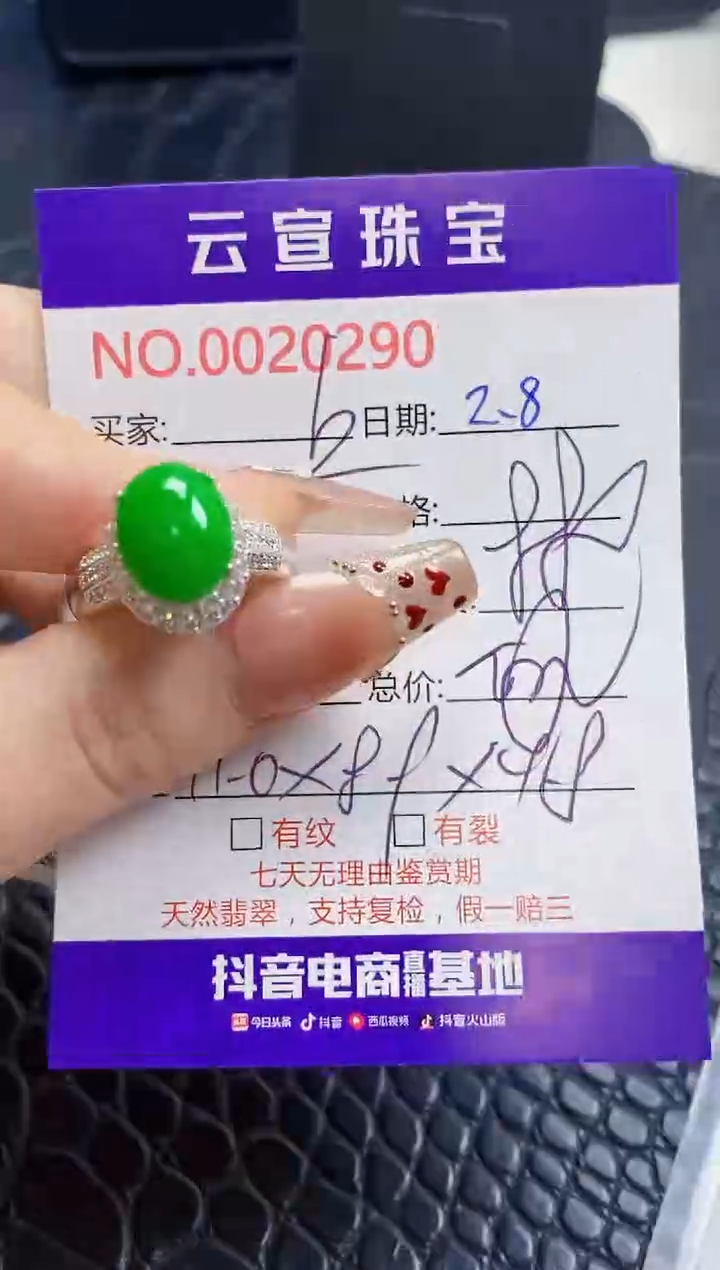 云宣珠宝
NO.0020290
买家: 日期: 2-8
格:
总价:
11-0×8 ×4-8
□有纹 □有裂
七天无理由鉴赏期
天然翡翠，支持复检，假一赔三
抖音电商直播基地
今日头条 抖音 西瓜视频 抖音火山版